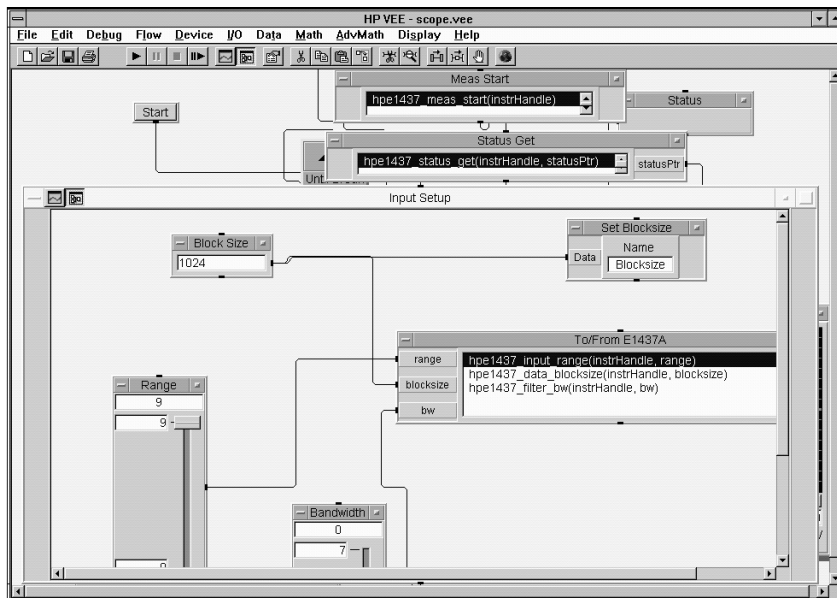 HP VEE - scope.vee
File Edit Debug Flow Device I/O Data Math AdvMath Display Help
Meas Start
hpe1437_meas_start(instrHandle)
Status
Start
Status Get
hpe1437_status_get(instrHandle, statusPtr)
statusPtr
Input Setup
Block Size
1024
Set Blocksize
Data
Name
Blocksize
To/From E1437A
range
hpe1437_input_range(instrHandle, range)
hpe1437_data_blocksize(instrHandle, blocksize)
blocksize
hpe1437_filter_bw(instrHandle, bw)
bw
Range
9
9
Bandwidth
0
7